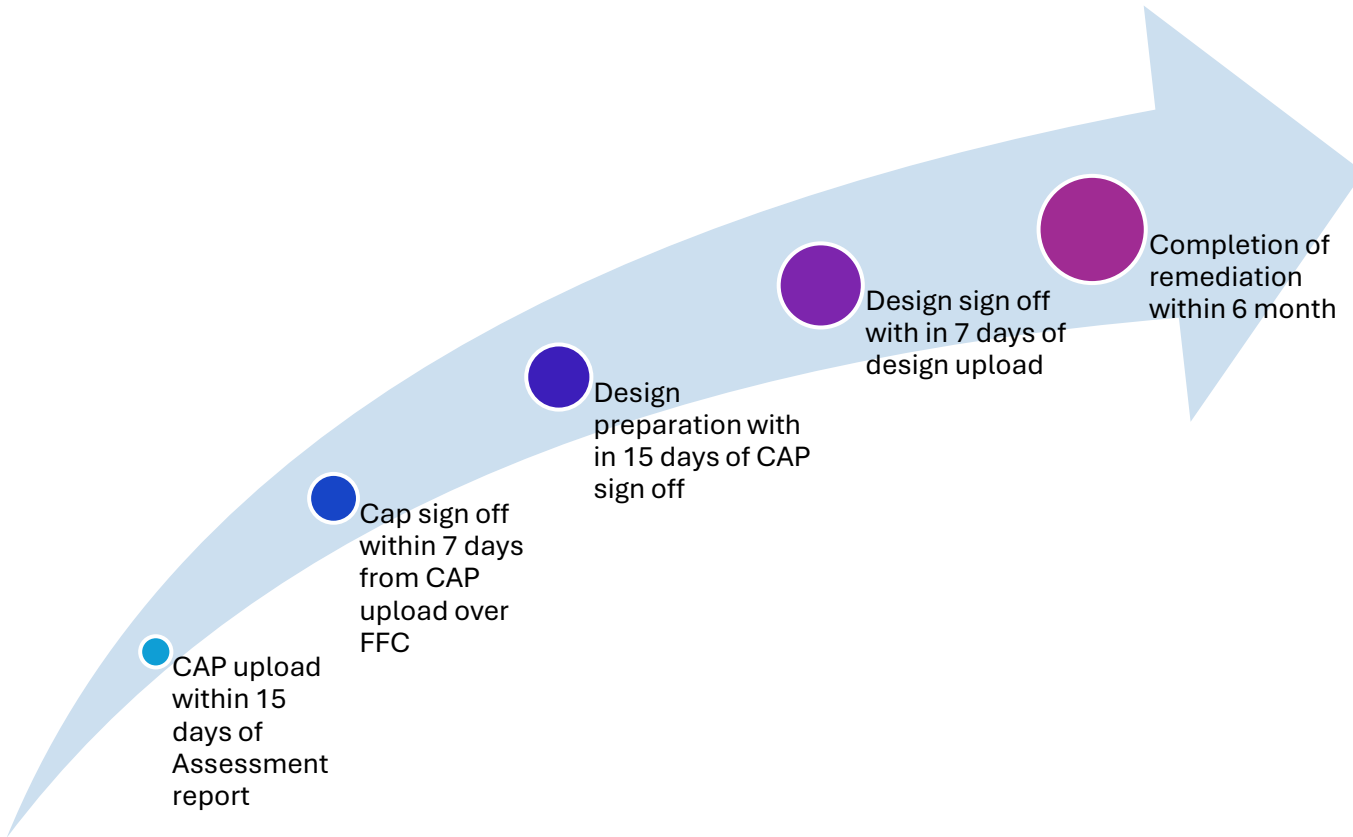 CAP upload
within 15
days of
Assessment
report
Cap sign off
within 7 days
from CAP
upload over
FFC
Design
preparation with
in 15 days of CAP
sign off
Design sign off
with in 7 days of
design upload
Completion of
remediation
within 6 month